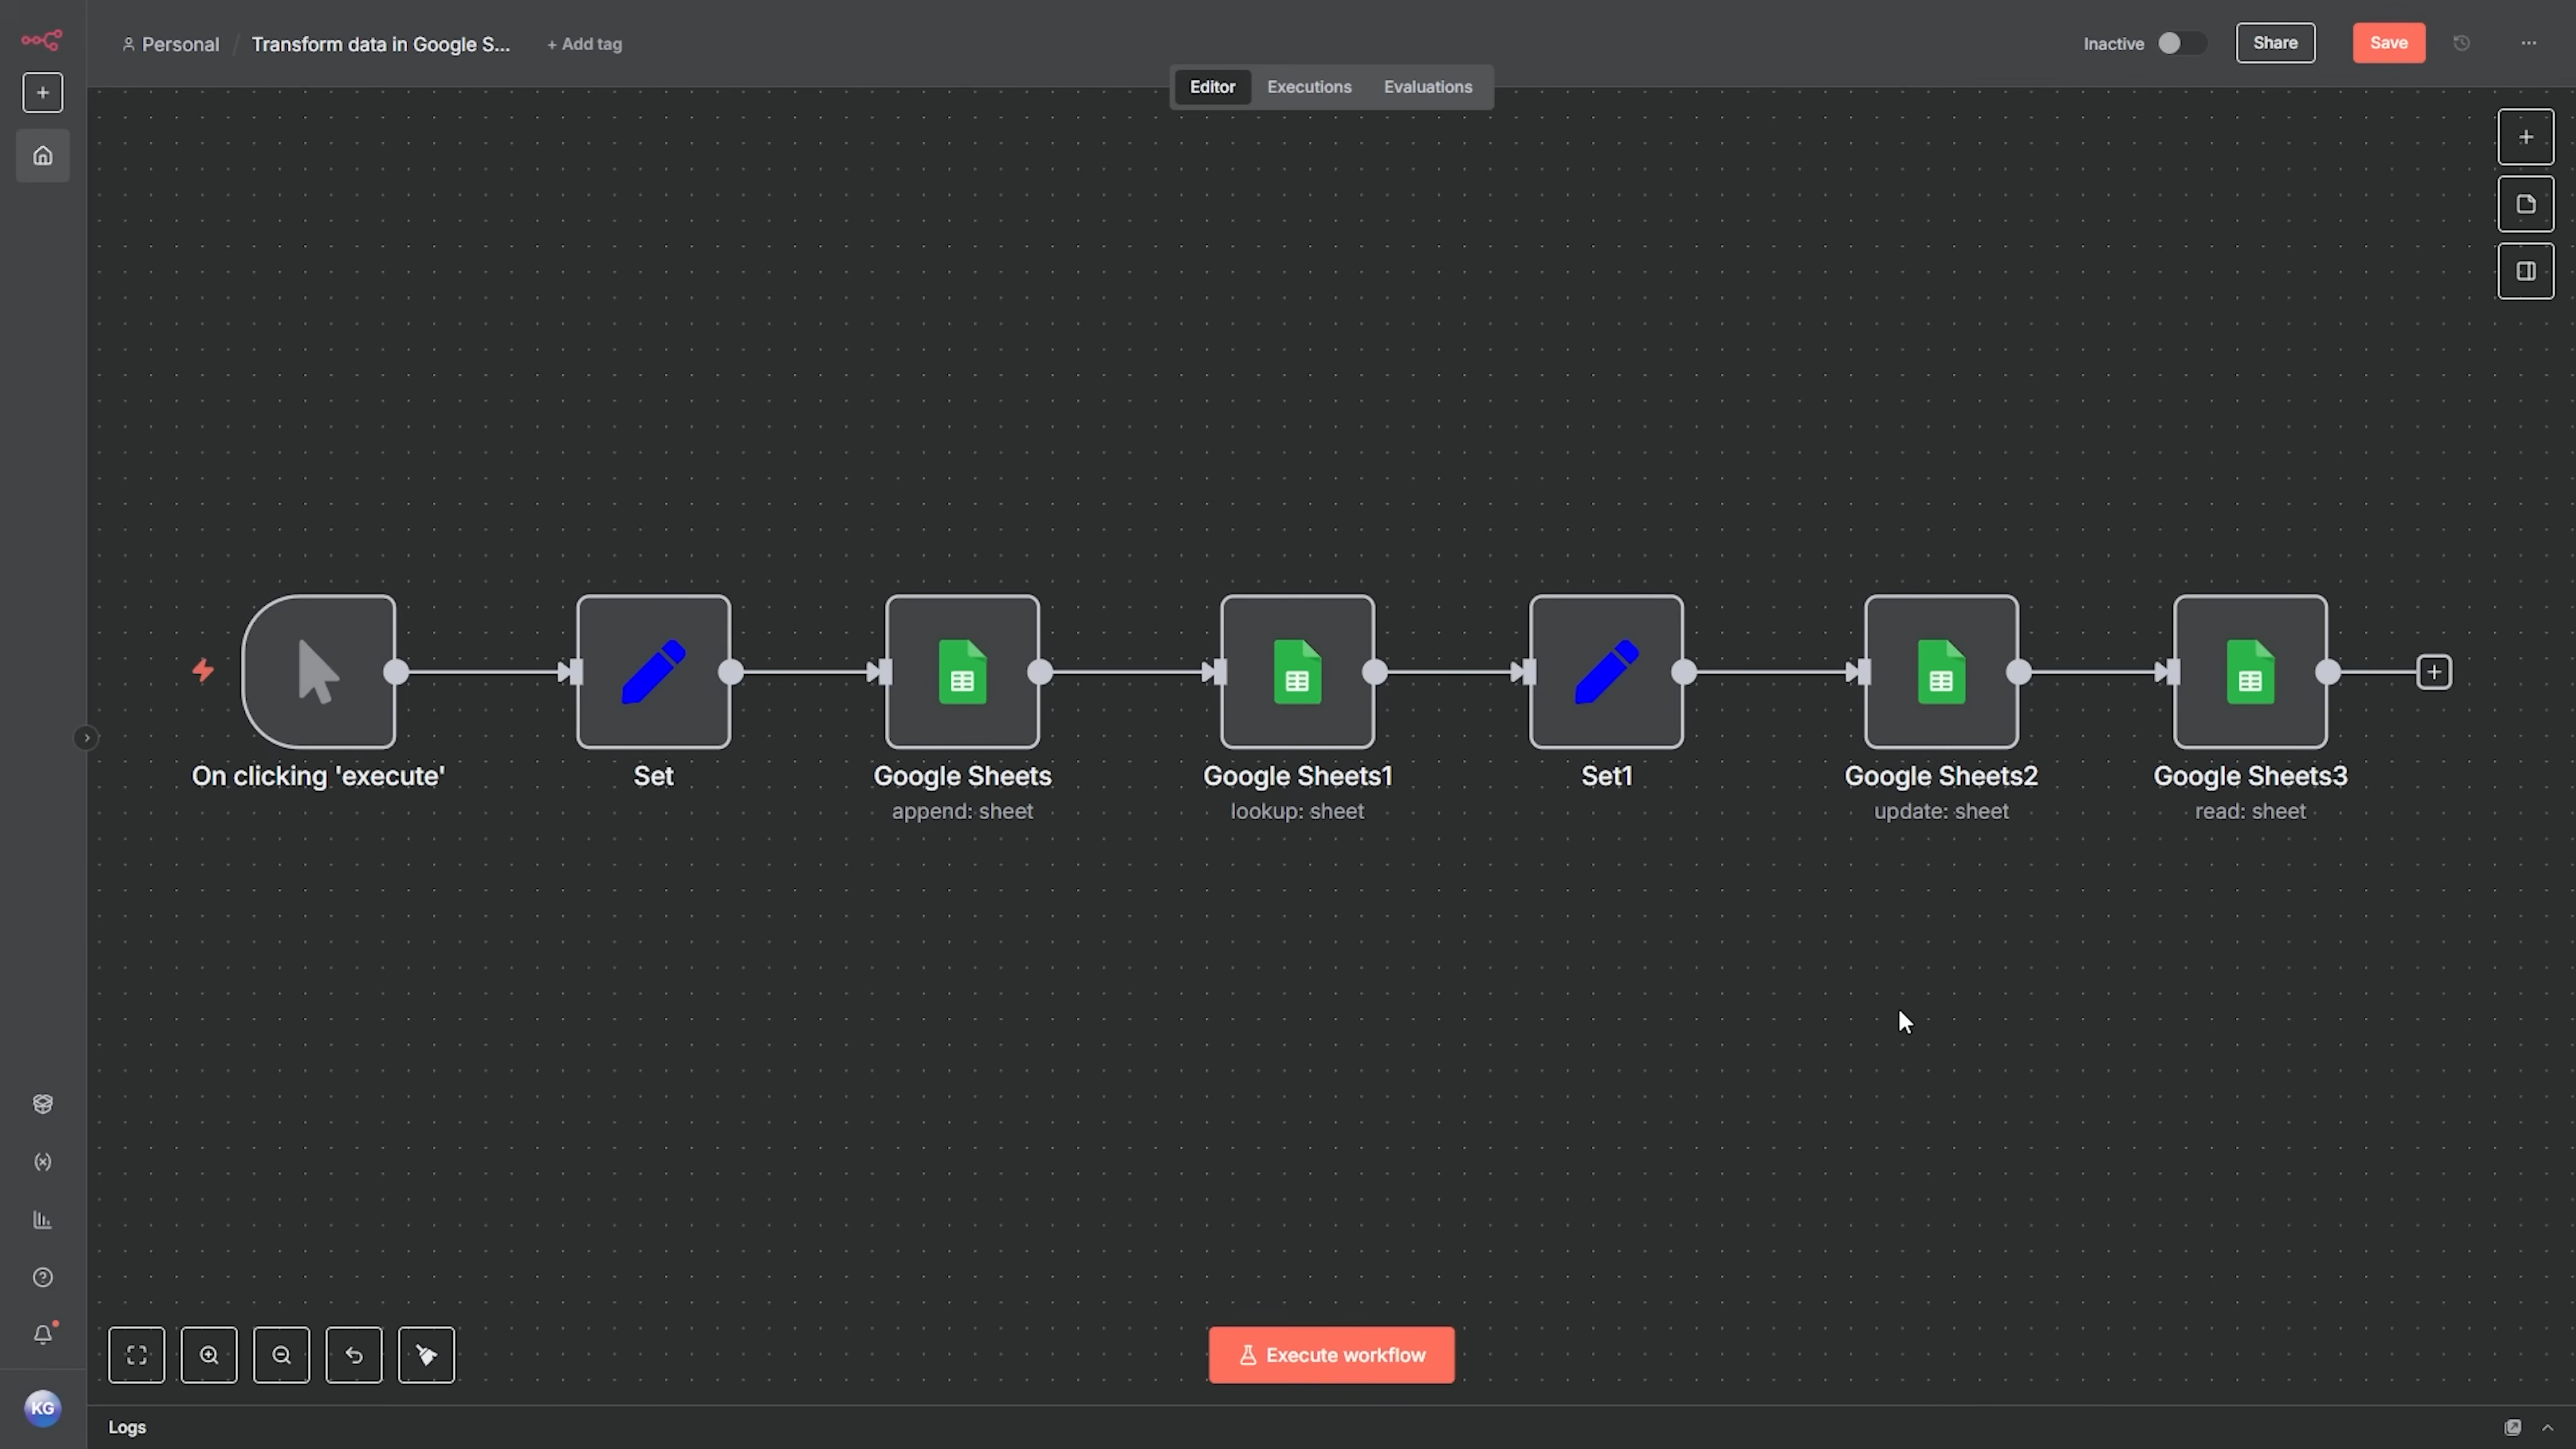 Personal / Transform data in Google S... + Add tag
Inactive
Share
Save
Editor Executions Evaluations
On clicking 'execute'
Set
Google Sheets
append: sheet
Google Sheets1
lookup: sheet
Set1
Google Sheets2
update: sheet
Google Sheets3
read: sheet
Execute workflow
KG
Logs